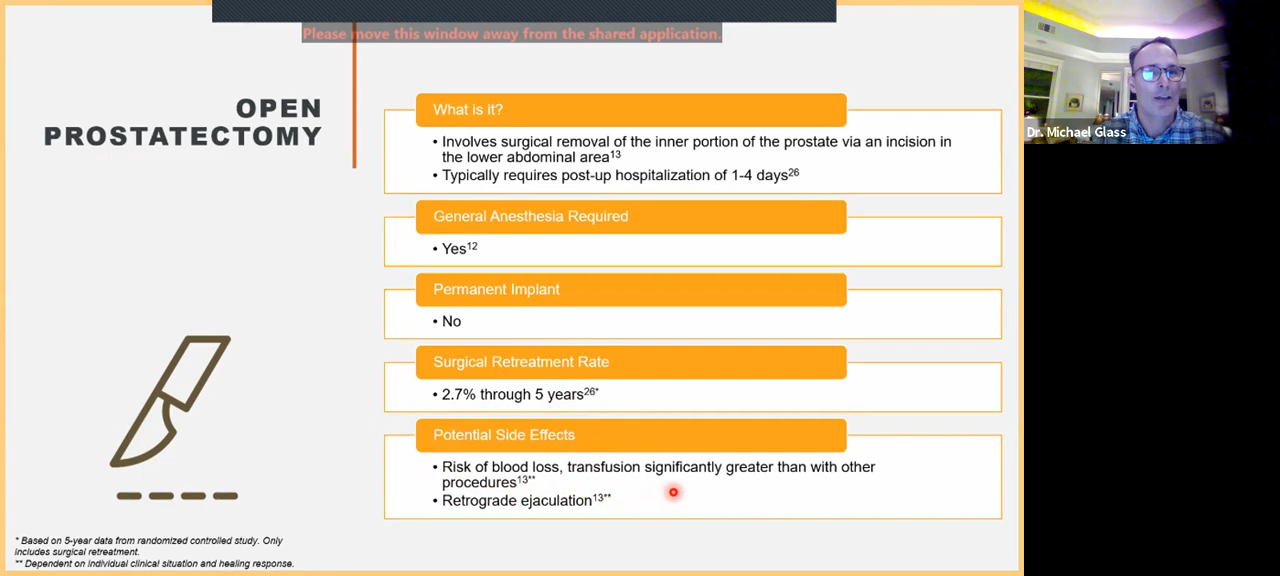 Please move this window away from the shared application.
OPEN
PROSTATECTOMY
What is it?
• Involves surgical removal of the inner portion of the prostate via an incision in
the lower abdominal area13
• Typically requires post-up hospitalization of 1-4 days26
General Anesthesia Required
• Yes12
Permanent Implant
• No
Surgical Retreatment Rate
• 2.7% through 5 years26*
Potential Side Effects
• Risk of blood loss, transfusion significantly greater than with other
procedures13**
• Retrograde ejaculation13**
* Based on 5-year data from randomized controlled study. Only
includes surgical retreatment.
** Dependent on individual clinical situation and healing response.
Dr. Michael Glass